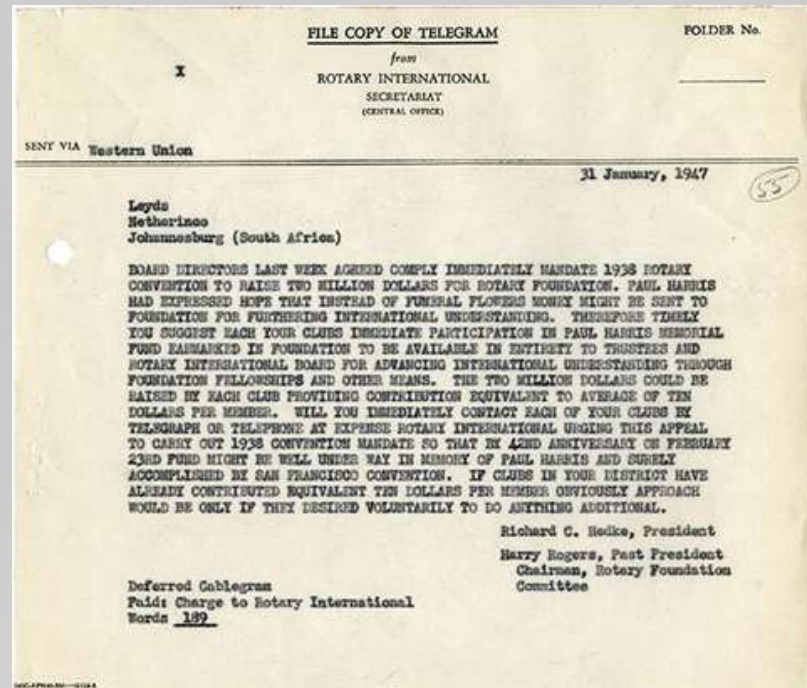 FILE COPY OF TELEGRAM
FOLDER No.
from
X
ROTARY INTERNATIONAL
SECRETARIAT
(CENTRAL OFFICE)
SENT VIA Western Union
31 January, 1947
55
Leyds
Netherinco
Johannesburg (South Africa)
BOARD DIRECTORS LAST WEEK AGREED COMPLY IMMEDIATELY MANDATE 1938 ROTARY
CONVENTION TO RAISE TWO MILLION DOLLARS FOR ROTARY FOUNDATION. PAUL HARRIS
HAD EXPRESSED HOPE THAT INSTEAD OF FUNERAL FLOWERS MONEY MIGHT BE SENT TO
FOUNDATION FOR FURTHERING INTERNATIONAL UNDERSTANDING. THEREFORE TIMELY
YOU SUGGEST EACH YOUR CLUBS IMMEDIATE PARTICIPATION IN PAUL HARRIS MEMORIAL
FUND EARMARKED IN FOUNDATION TO BE AVAILABLE IN ENTIRETY TO TRUSTEES AND
ROTARY INTERNATIONAL BOARD FOR ADVANCING INTERNATIONAL UNDERSTANDING THROUGH
FOUNDATION FELLOWSHIPS AND OTHER MEANS. THE TWO MILLION DOLLARS COULD BE
RAISED BY EACH CLUB PROVIDING CONTRIBUTION EQUIVALENT TO AVERAGE OF TEN
DOLLARS PER MEMBER. WILL YOU IMMEDIATELY CONTACT EACH OF YOUR CLUBS BY
TELEGRAPH OR TELEPHONE AT EXPENSE ROTARY INTERNATIONAL URGING THIS APPEAL
TO CARRY OUT 1938 CONVENTION MANDATE SO THAT BY 42ND ANNIVERSARY ON FEBRUARY
23RD FUND MIGHT BE WELL UNDER WAY IN MEMORY OF PAUL HARRIS AND SURELY
ACCOMPLISHED BY SAN FRANCISCO CONVENTION. IF CLUBS IN YOUR DISTRICT HAVE
ALREADY CONTRIBUTED EQUIVALENT TEN DOLLARS PER MEMBER OBVIOUSLY APPROACH
WOULD BE ONLY IF THEY DESIRED VOLUNTARILY TO DO ANYTHING ADDITIONAL.
Richard C. Hedke, President
Harry Rogers, Past President
Chairman, Rotary Foundation
Committee
Deferred Cablegram
Paid: Charge to Rotary International
Words 189